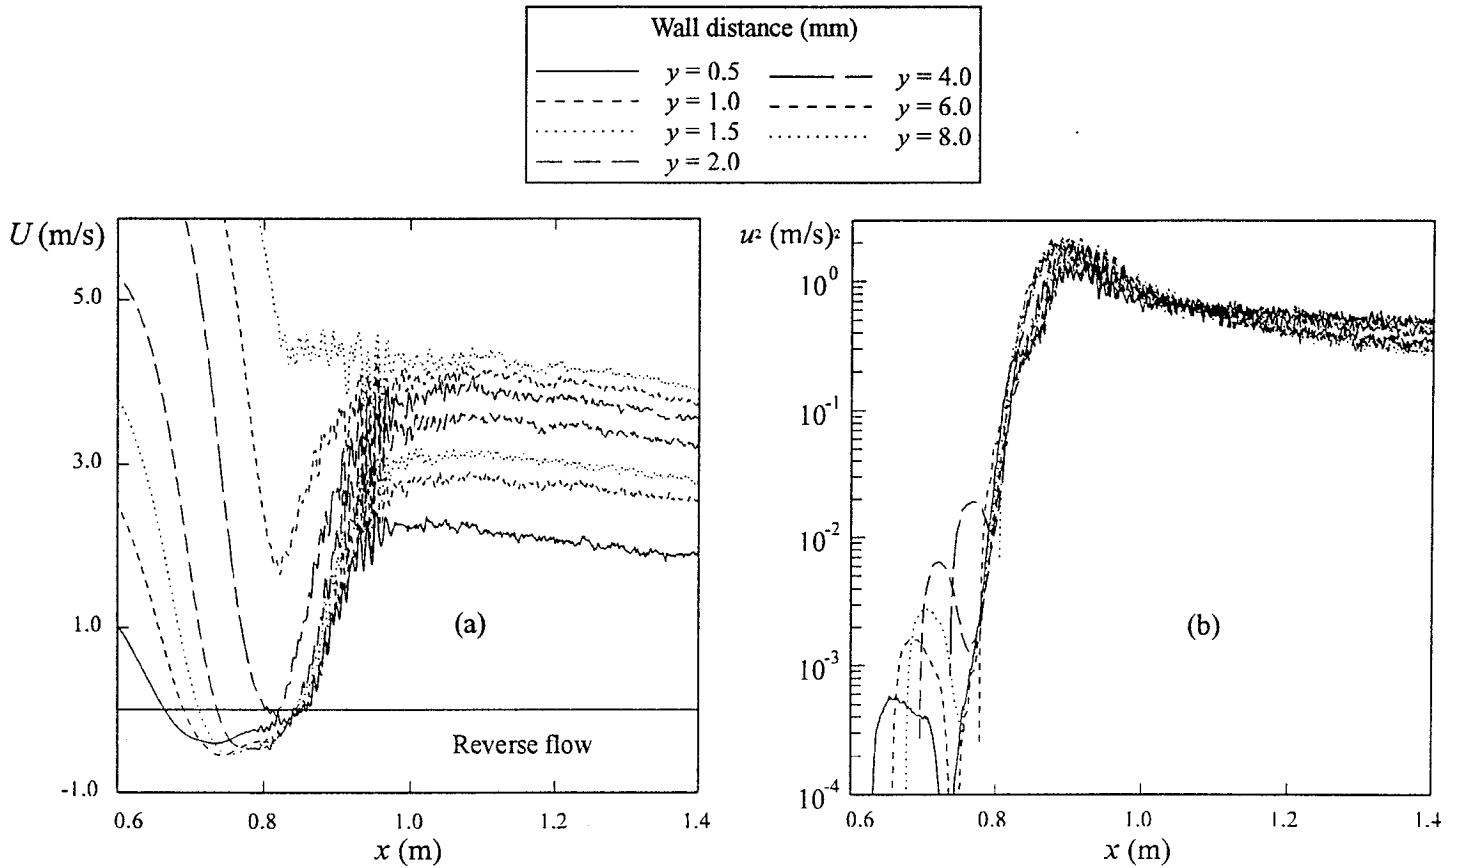 Wall distance (mm)
y = 0.5
y = 1.0
y = 1.5
y = 2.0
y = 4.0
y = 6.0
y = 8.0
U (m/s)
5.0
3.0
1.0
-1.0
(a)
Reverse flow
0.6 0.8 1.0 1.2 1.4
x (m)
u² (m/s)²
10⁰
10⁻¹
10⁻²
10⁻³
10⁻⁴
(b)
0.6 0.8 1.0 1.2 1.4
x (m)